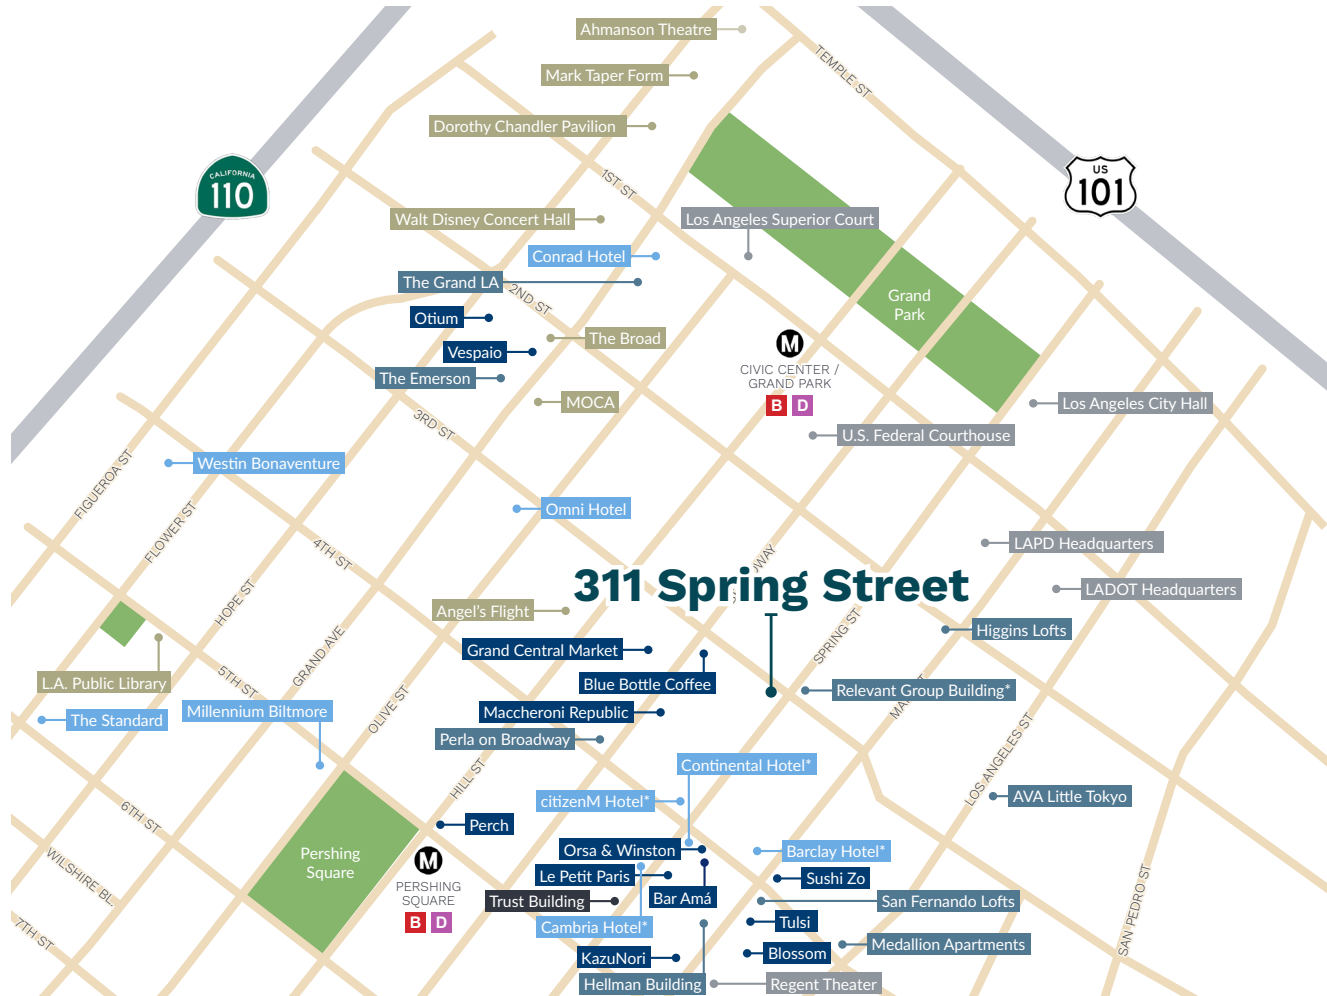 Ahmanson Theatre
TEMPLE ST
Mark Taper Form
Dorothy Chandler Pavilion
CALIFORNIA
110
US
101
1ST ST
Walt Disney Concert Hall
Los Angeles Superior Court
Conrad Hotel
The Grand LA
2ND ST
Grand
Park
Otium
The Broad
Vespaio
M
CIVIC CENTER /
GRAND PARK
B D
The Emerson
MOCA
Los Angeles City Hall
3RD ST
U.S. Federal Courthouse
FIGUEROA ST
Westin Bonaventure
Omni Hotel
FLOWER ST
4TH ST
LAPD Headquarters
311 Spring Street
LADOT Headquarters
HOPE ST
Angel's Flight
SPRING ST
Higgins Lofts
GRAND AVE
Grand Central Market
L.A. Public Library
5TH ST
Blue Bottle Coffee
Relevant Group Building*
The Standard
Millennium Biltmore
OLIVE ST
Maccheroni Republic
Perla on Broadway
LOS ANGELES ST
HILL ST
Continental Hotel*
citizenM Hotel*
AVA Little Tokyo
6TH ST
Perch
WILSHIRE BL.
Pershing
Square
M
PERSHING
SQUARE
B D
Orsa & Winston
Barclay Hotel*
Le Petit Paris
Sushi Zo
Trust Building
Bar Amá
San Fernando Lofts
SAN PEDRO ST
7TH ST
Cambria Hotel*
Tulsi
Medallion Apartments
KazuNori
Blossom
Hellman Building
Regent Theater